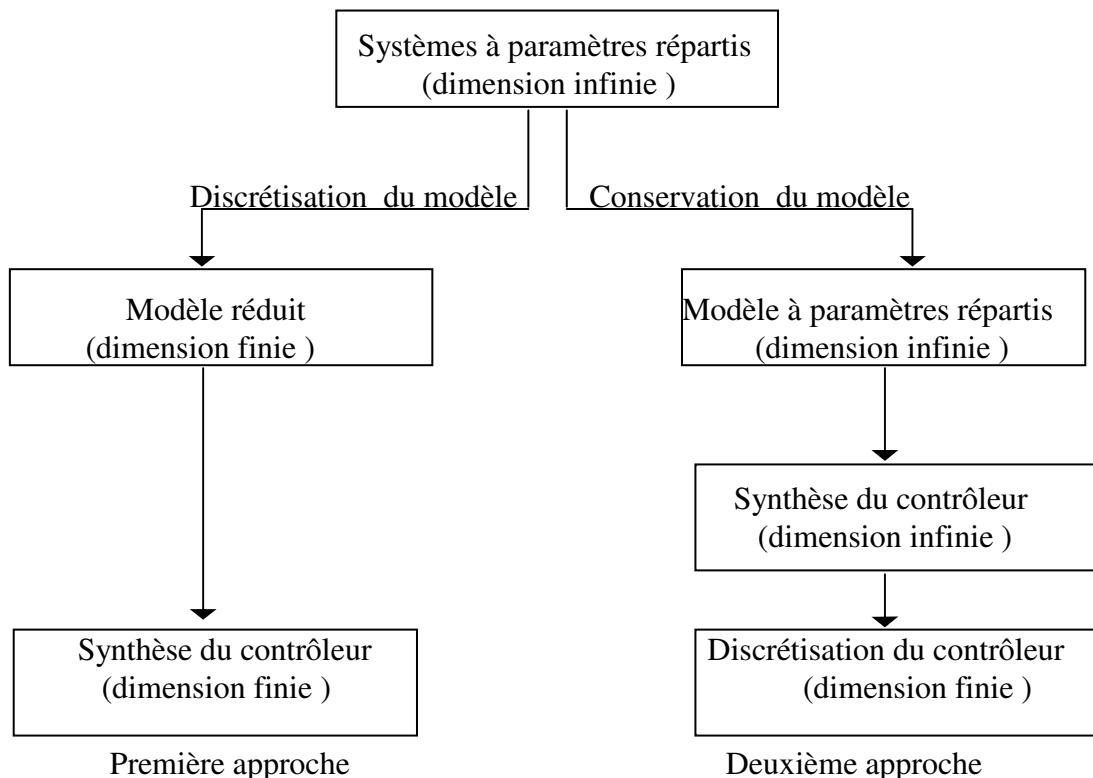 Systèmes à paramètres répartis
(dimension infinie )
Discrétisation du modèle
Conservation du modèle
Modèle réduit
(dimension finie )
Modèle à paramètres répartis
(dimension infinie )
Synthèse du contrôleur
(dimension infinie )
Synthèse du contrôleur
(dimension finie )
Discrétisation du contrôleur
(dimension finie )
Première approche
Deuxième approche